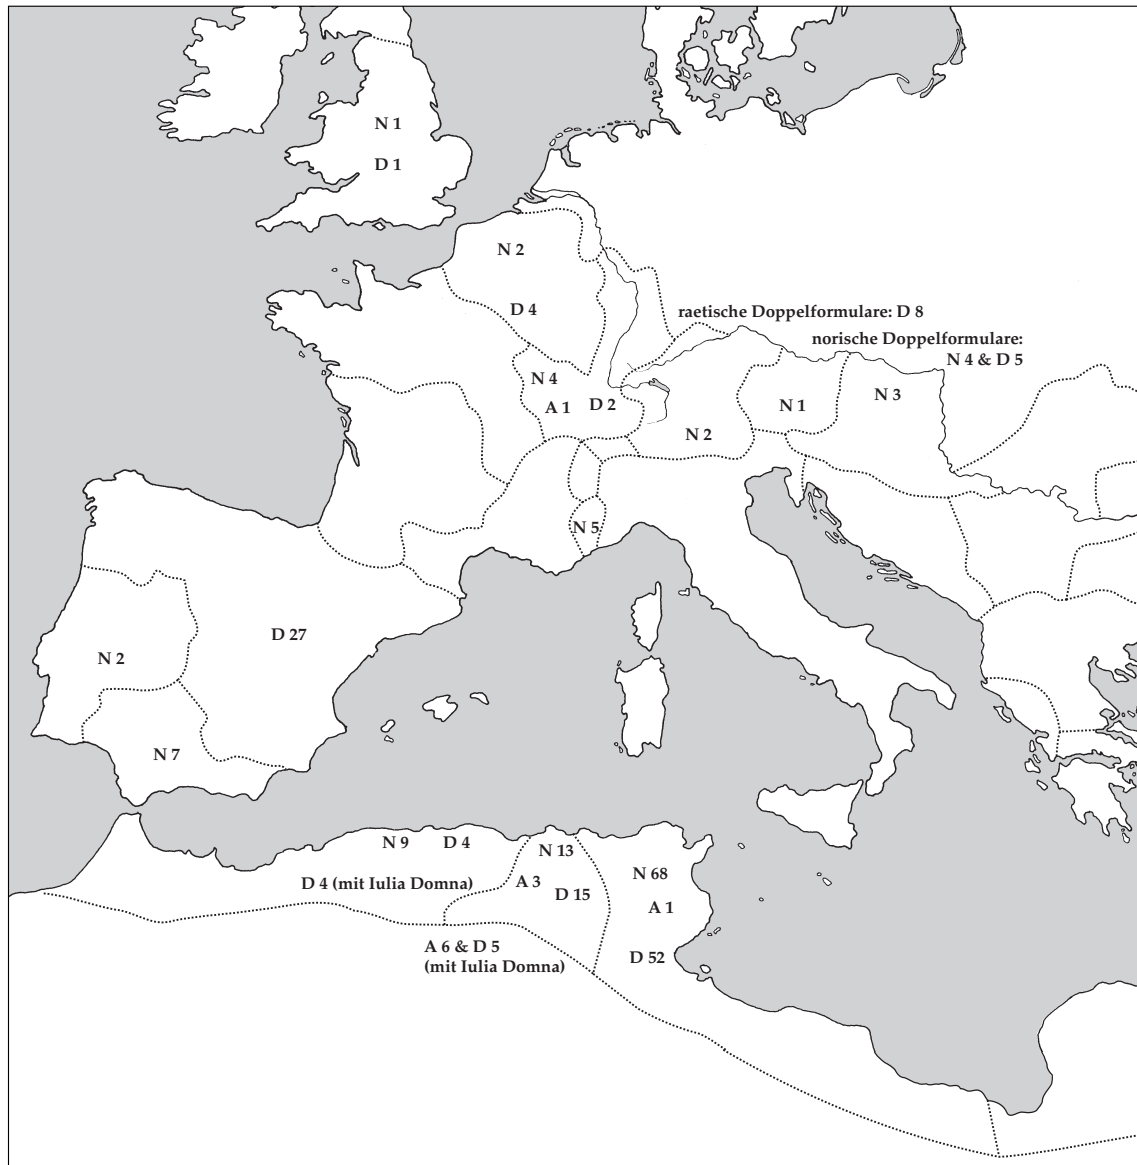 N 1
D 1
N 2
D 4
raetische Doppelformulare: D 8
norische Doppelformulare:
N 4 & D 5
N 4
A 1
D 2
N 2
N 1
N 3
N 5
D 27
N 2
N 7
N 9
D 4
D 4 (mit Iulia Domna)
N 13
A 3
D 15
A 6 & D 5
(mit Iulia Domna)
N 68
A 1
D 52